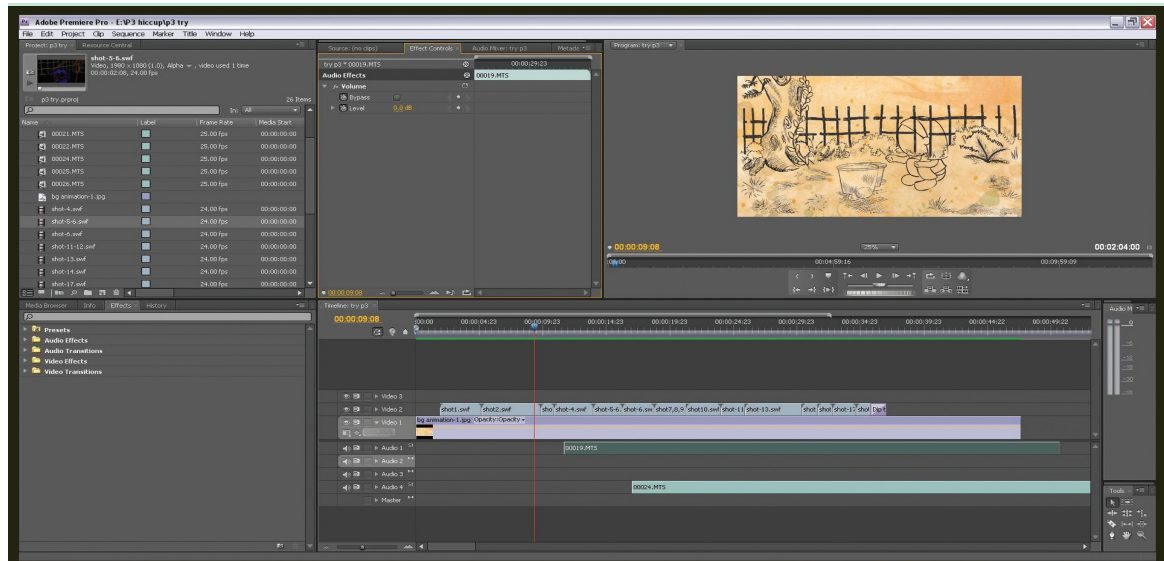 Adobe Premiere Pro - E:\P3 hiccup\p3 try
File Edit Project Clip Sequence Marker Title Window Help
Project: p3 try Resource Central
shot-5-6.swf
Video, 1980 x 1080 (1.0), Alpha, video used 1 time
00:00:02:08, 24.00 fps
p3 try.prproj 26 Items
In: All
Name Label Frame Rate Media Start
00021.MTS 25.00 fps 00:00:00:00
00022.MTS 25.00 fps 00:00:00:00
00024.MTS 25.00 fps 00:00:00:00
00025.MTS 25.00 fps 00:00:00:00
00026.MTS 25.00 fps 00:00:00:00
bg animation-1.jpg
shot-4.swf 24.00 fps 00:00:00:00
shot-5-6.swf 24.00 fps 00:00:00:00
shot-6.swf 24.00 fps 00:00:00:00
shot-11-12.swf 24.00 fps 00:00:00:00
shot-13.swf 24.00 fps 00:00:00:00
shot-14.swf 24.00 fps 00:00:00:00
shot-17.swf 24.00 fps 00:00:00:00
Source: (no clips) Effect Controls Audio Mixer: try p3 Metada
try p3 * 00019.MTS 00:00:29:23
Audio Effects 00019.MTS
fx Volume
Bypass
Level 0.0 dB
00:00:09:08
Program: try p3
00:00:09:08 25% 00:02:04:00
00:00 00:04:59:16 00:09:59:09
Media Browser Info Effects History
Presets
Audio Effects
Audio Transitions
Video Effects
Video Transitions
Timeline: try p3
00:00:09:08
00:00 00:00:04:23 00:00:09:23 00:00:14:23 00:00:19:23 00:00:24:23 00:00:29:23 00:00:34:23 00:00:39:23 00:00:44:22 00:00:49:22
Video 3
Video 2 shot1.swf shot2.swf sho shot-4.swf shot-5-6. shot-6.sw shot7,8,9 shot10.swf shot-11 shot-13.swf shot shot shot-17 shot Dip t
Video 1 bg animation-1.jpg Opacity:Opacity
Audio 1 00019.MTS
Audio 2
Audio 3
Audio 4 00024.MTS
Master
Audio M
0
Tools